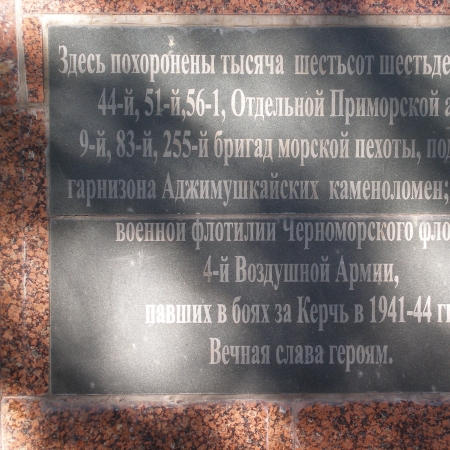 Здесь похоронены тысяча шестьсот шестьде
44-й, 51-й,56-1, Отдельной Приморской а
9-й, 83-й, 255-й бригад морской пехоты, под
гарнизона Аджимушкайских каменоломен;
военной флотилии Черноморского фло
4-й Воздушной Армии,
павших в боях за Керчь в 1941-44 г
Вечная слава героям.